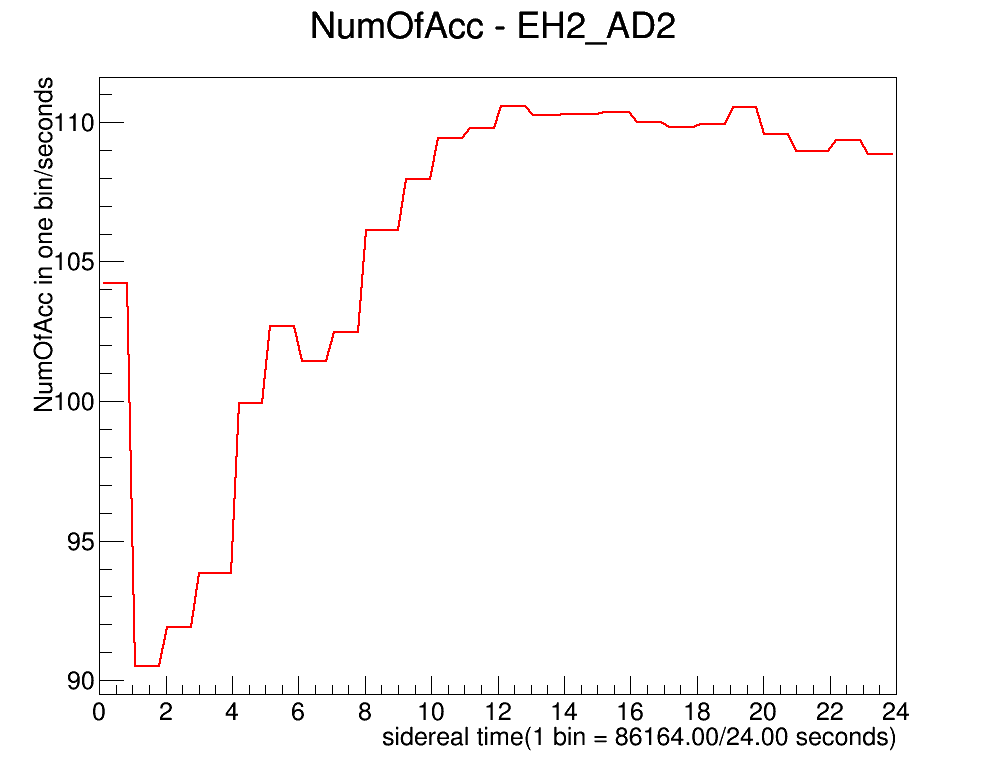 NumOfAcc - EH2_AD2
NumOfAcc in one bin/seconds
110
105
100
95
90
0 2 4 6 8 10 12 14 16 18 20 22 24
sidereal time(1 bin = 86164.00/24.00 seconds)